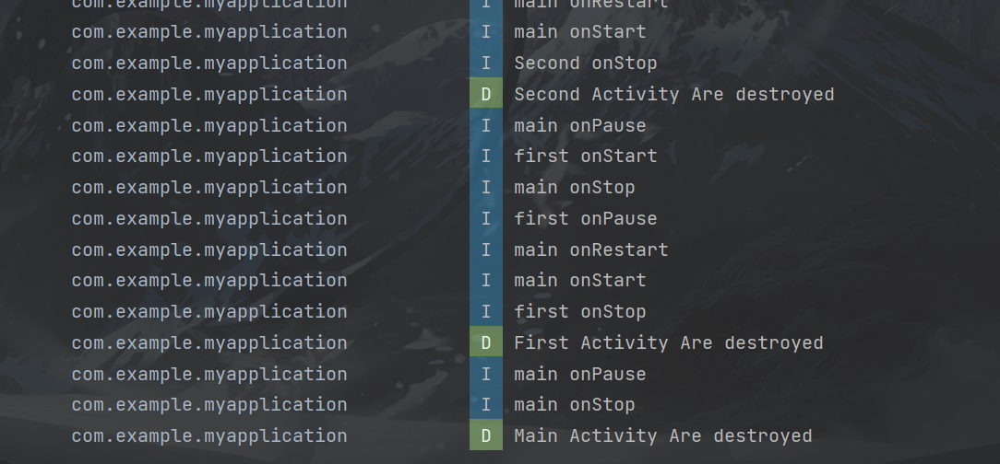 com.example.myapplication I main onRestart
com.example.myapplication I main onStart
com.example.myapplication I Second onStop
com.example.myapplication D Second Activity Are destroyed
com.example.myapplication I main onPause
com.example.myapplication I first onStart
com.example.myapplication I main onStop
com.example.myapplication I first onPause
com.example.myapplication I main onRestart
com.example.myapplication I main onStart
com.example.myapplication I first onStop
com.example.myapplication D First Activity Are destroyed
com.example.myapplication I main onPause
com.example.myapplication I main onStop
com.example.myapplication D Main Activity Are destroyed